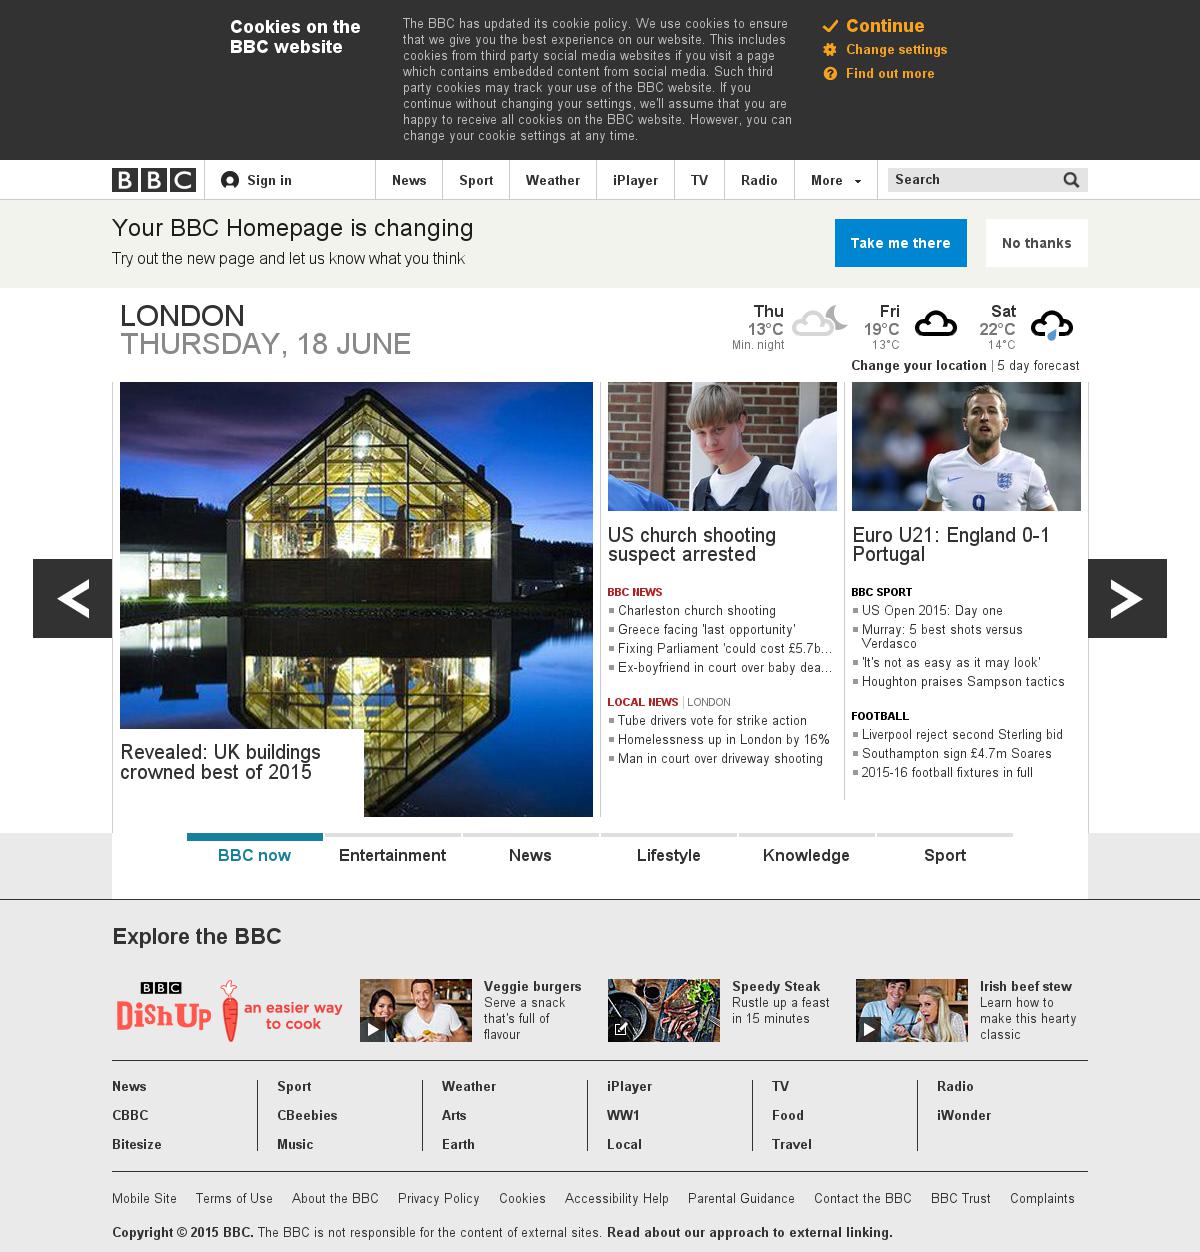 Cookies on the
BBC website
The BBC has updated its cookie policy. We use cookies to ensure
that we give you the best experience on our website. This includes
cookies from third party social media websites if you visit a page
which contains embedded content from social media. Such third
party cookies may track your use of the BBC website. If you
continue without changing your settings, we'll assume that you are
happy to receive all cookies on the BBC website. However, you can
change your cookie settings at any time.
Continue
Change settings
Find out more
BBC Sign in News Sport Weather iPlayer TV Radio More Search
Your BBC Homepage is changing
Try out the new page and let us know what you think
Take me there No thanks
LONDON
THURSDAY, 18 JUNE
Thu
13°C
Min. night
Fri
19°C
13°C
Sat
22°C
14°C
Change your location | 5 day forecast
Revealed: UK buildings
crowned best of 2015
US church shooting
suspect arrested
BBC NEWS
Charleston church shooting
Greece facing 'last opportunity'
Fixing Parliament 'could cost £5.7b...
Ex-boyfriend in court over baby dea...
LOCAL NEWS | LONDON
Tube drivers vote for strike action
Homelessness up in London by 16%
Man in court over driveway shooting
Euro U21: England 0-1
Portugal
BBC SPORT
US Open 2015: Day one
Murray: 5 best shots versus
Verdasco
'It's not as easy as it may look'
Houghton praises Sampson tactics
FOOTBALL
Liverpool reject second Sterling bid
Southampton sign £4.7m Soares
2015-16 football fixtures in full
9
< >
BBC now Entertainment News Lifestyle Knowledge Sport
Explore the BBC
BBC
Dish Up
an easier way
to cook
Veggie burgers
Serve a snack
that's full of
flavour
Speedy Steak
Rustle up a feast
in 15 minutes
Irish beef stew
Learn how to
make this hearty
classic
News Sport Weather iPlayer TV Radio
CBBC CBeebies Arts WW1 Food iWonder
Bitesize Music Earth Local Travel
Mobile Site Terms of Use About the BBC Privacy Policy Cookies Accessibility Help Parental Guidance Contact the BBC BBC Trust Complaints
Copyright © 2015 BBC. The BBC is not responsible for the content of external sites. Read about our approach to external linking.